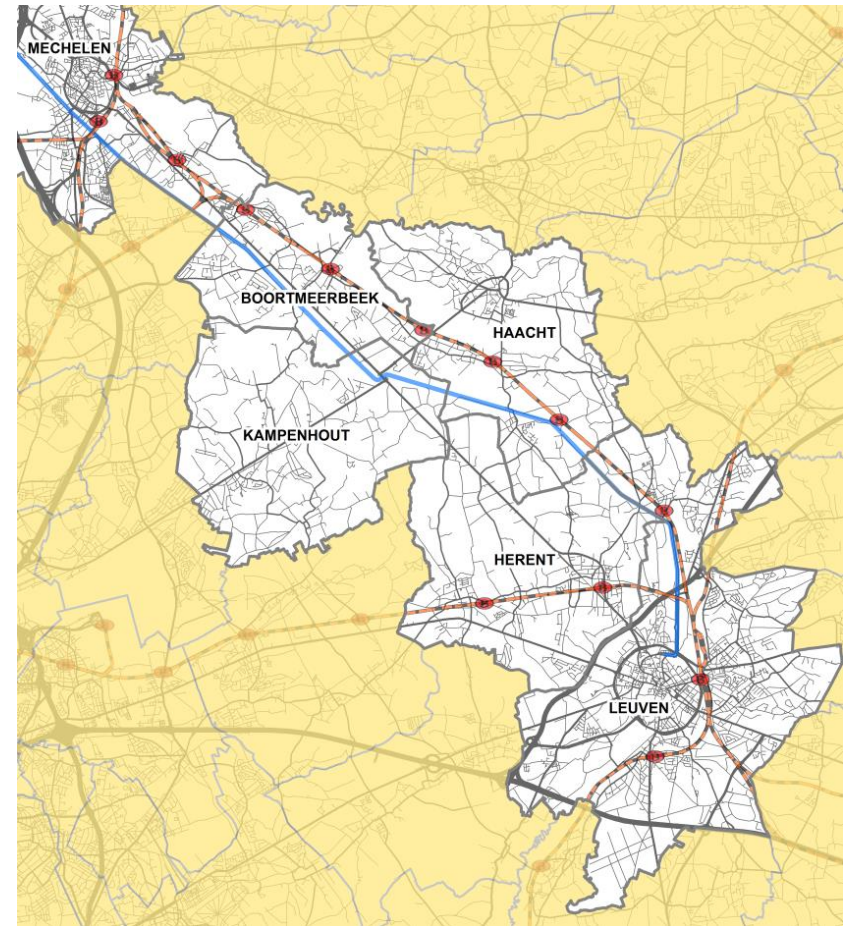 MECHELEN
BOORTMEERBEEK
HAACHT
KAMPENHOUT
HERENT
LEUVEN